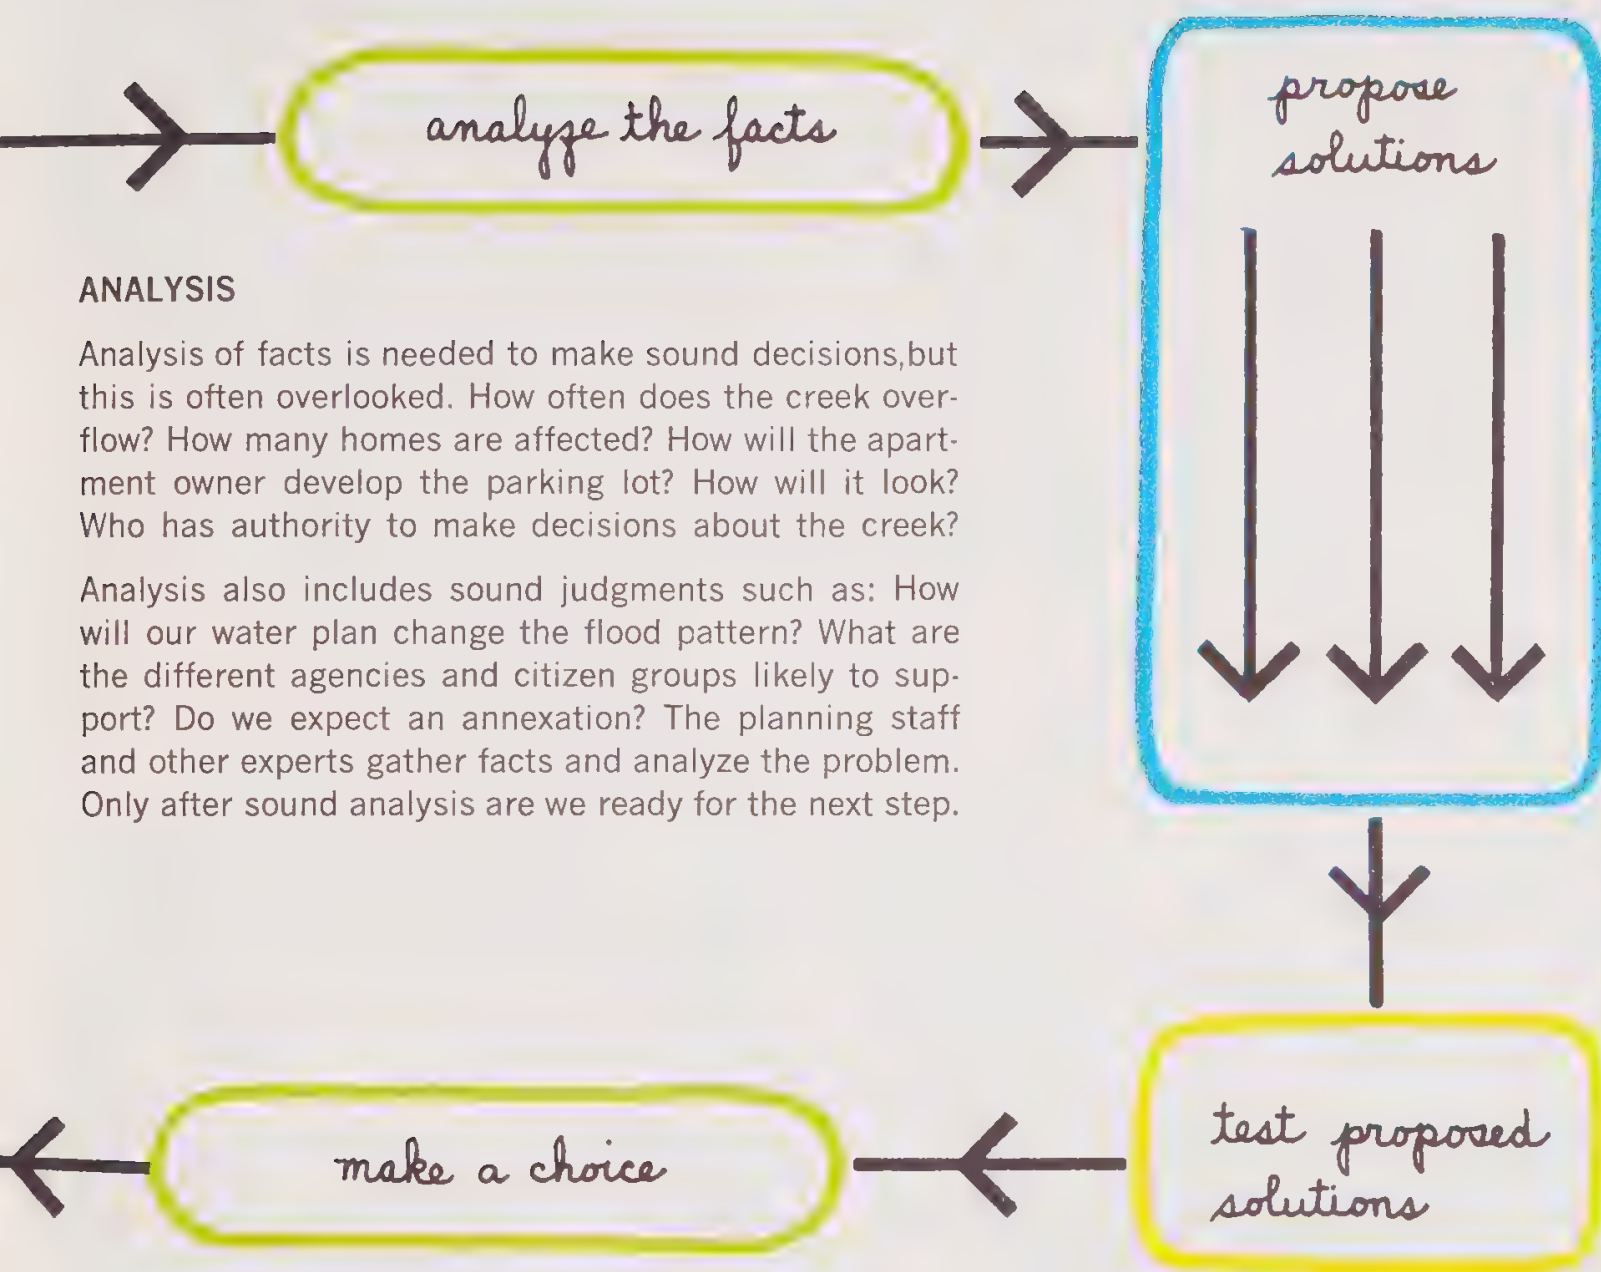 analyze the facts
propose
solutions
ANALYSIS
Analysis of facts is needed to make sound decisions,but
this is often overlooked. How often does the creek over-
flow? How many homes are affected? How will the apart-
ment owner develop the parking lot? How will it look?
Who has authority to make decisions about the creek?
Analysis also includes sound judgments such as: How
will our water plan change the flood pattern? What are
the different agencies and citizen groups likely to sup-
port? Do we expect an annexation? The planning staff
and other experts gather facts and analyze the problem.
Only after sound analysis are we ready for the next step.
make a choice
test proposed
solutions